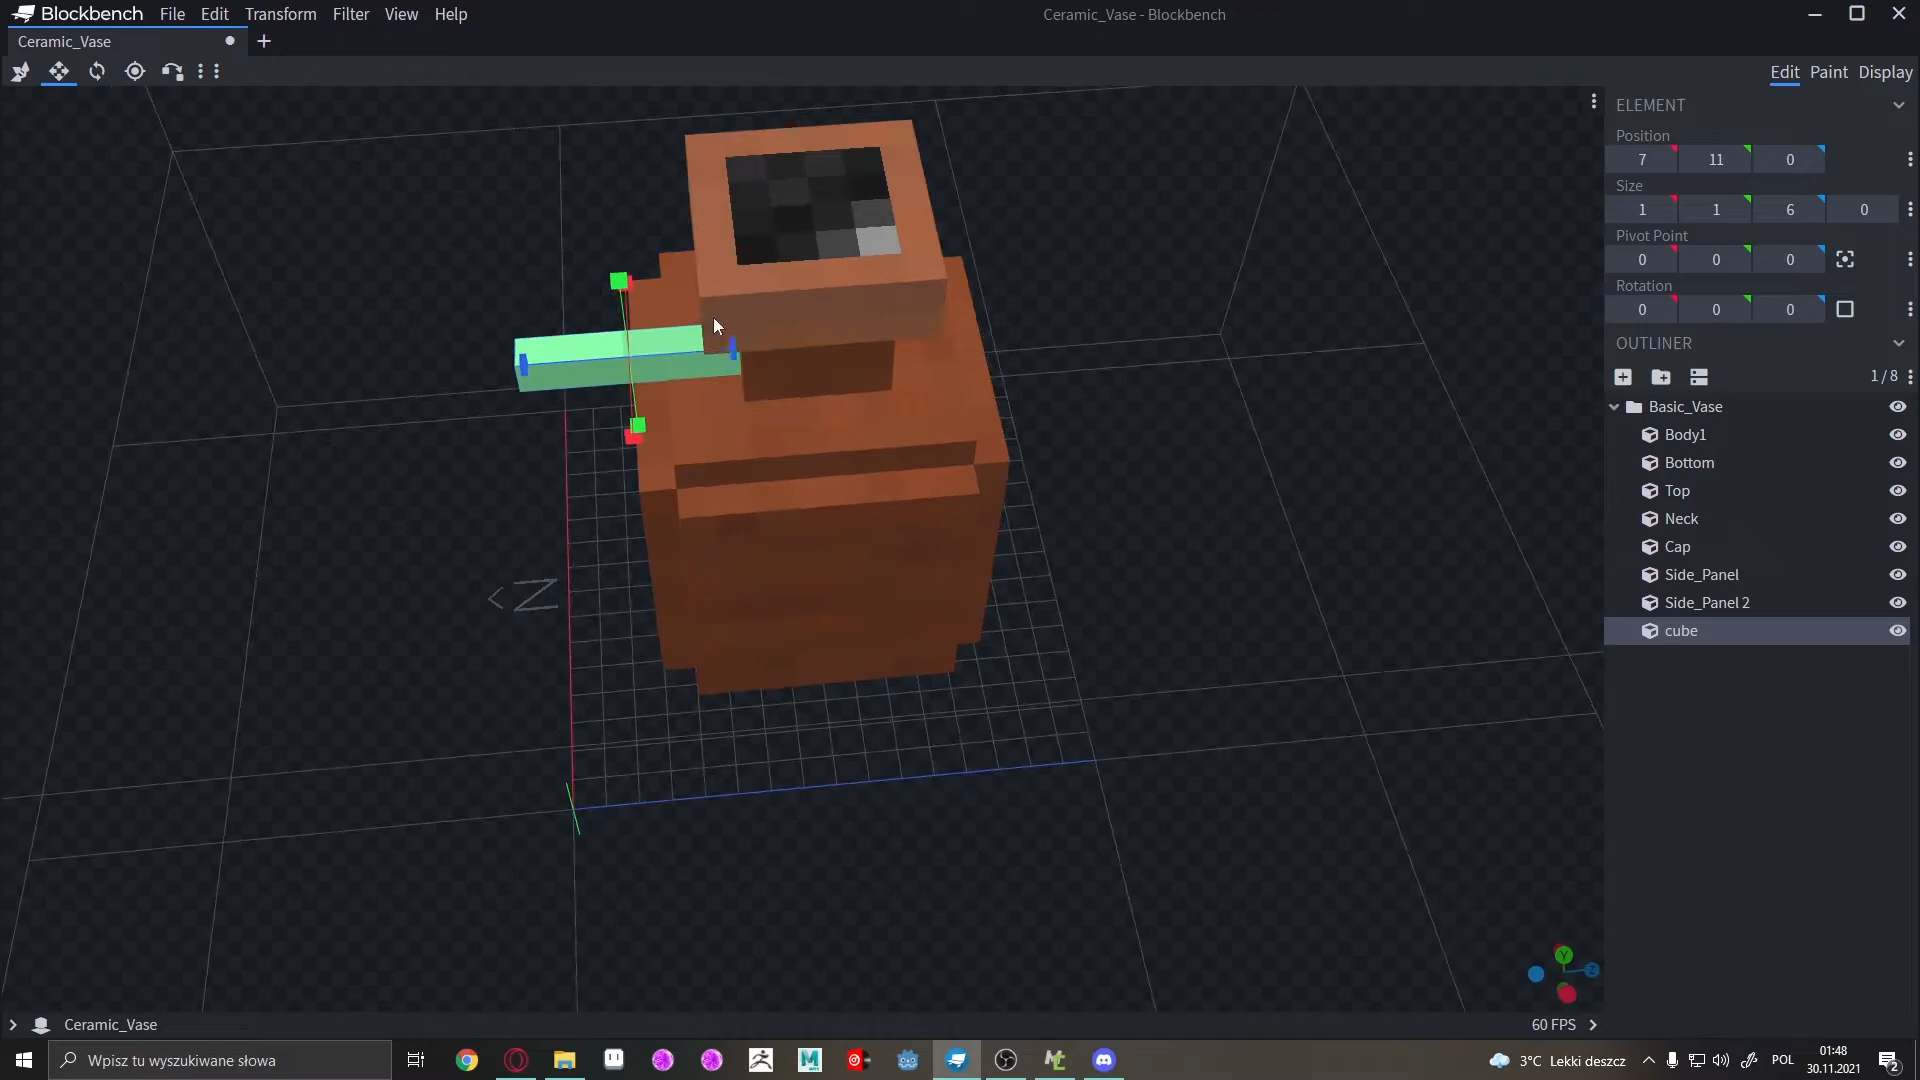 Blockbench File Edit Transform Filter View Help Ceramic_Vase - Blockbench
Ceramic_Vase
Edit Paint Display
ELEMENT
Position
7 11 0
Size
1 1 6 0
Pivot Point
0 0 0
Rotation
0 0 0
OUTLINER
1 / 8
Basic_Vase
Body1
Bottom
Top
Neck
Cap
Side_Panel
Side_Panel 2
cube
N
Y
Z
Ceramic_Vase 60 FPS
Wpisz tu wyszukiwane słowa 3°C Lekki deszcz POL 01:48
30.11.2021 2